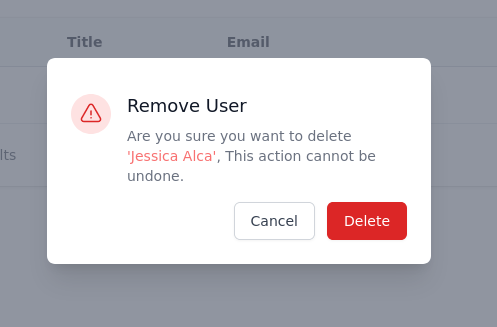 Title Email
Remove User
Are you sure you want to delete
'Jessica Alca', This action cannot be
undone.
lts
Cancel Delete